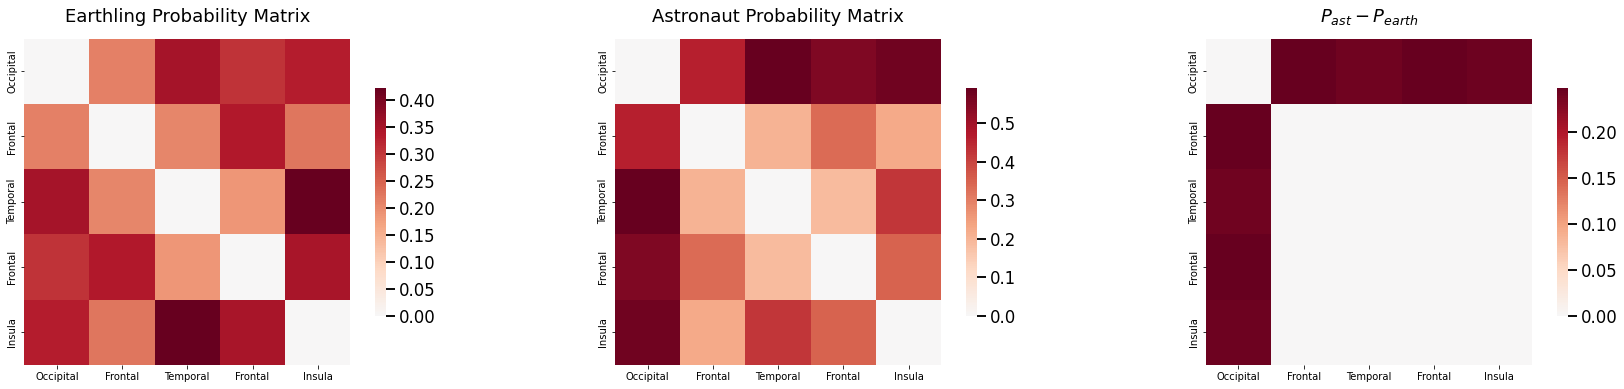 Earthling Probability Matrix
Occipital
Frontal
Temporal
Frontal
Insula
Occipital Frontal Temporal Frontal Insula
0.40
0.35
0.30
0.25
0.20
0.15
0.10
0.05
0.00
Astronaut Probability Matrix
Occipital
Frontal
Temporal
Frontal
Insula
Occipital Frontal Temporal Frontal Insula
0.5
0.4
0.3
0.2
0.1
0.0
P_{ast} − P_{earth}
Occipital
Frontal
Temporal
Frontal
Insula
Occipital Frontal Temporal Frontal Insula
0.20
0.15
0.10
0.05
0.00